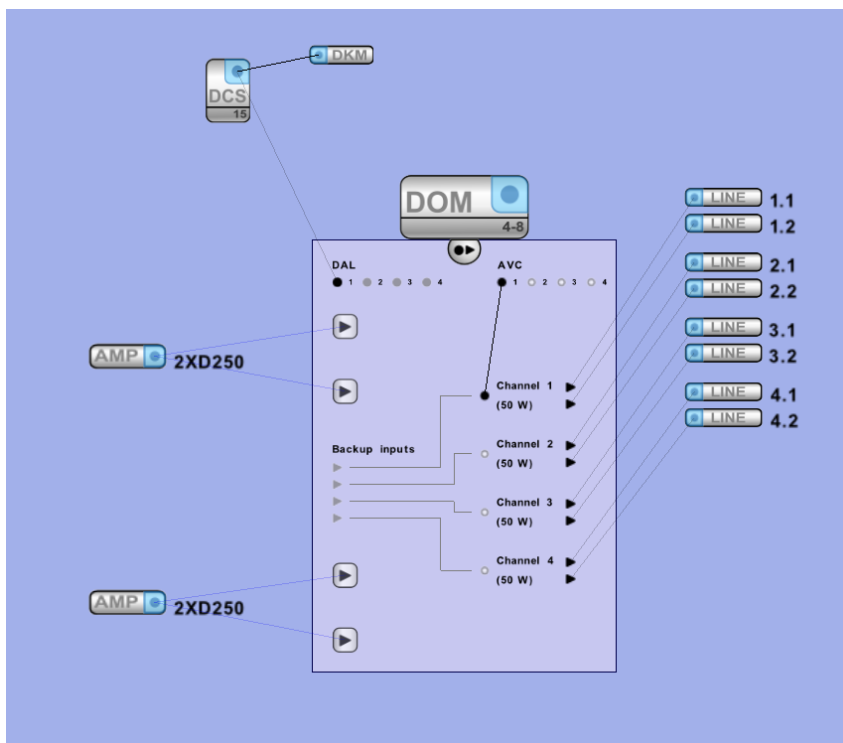 DKM
DCS
15
DOM
4-8
DAL
1 2 3 4
AVC
1 2 3 4
LINE 1.1
LINE 1.2
LINE 2.1
LINE 2.2
LINE 3.1
LINE 3.2
LINE 4.1
LINE 4.2
AMP 2XD250
Channel 1
(50 W)
Backup inputs
Channel 2
(50 W)
Channel 3
(50 W)
Channel 4
(50 W)
AMP 2XD250